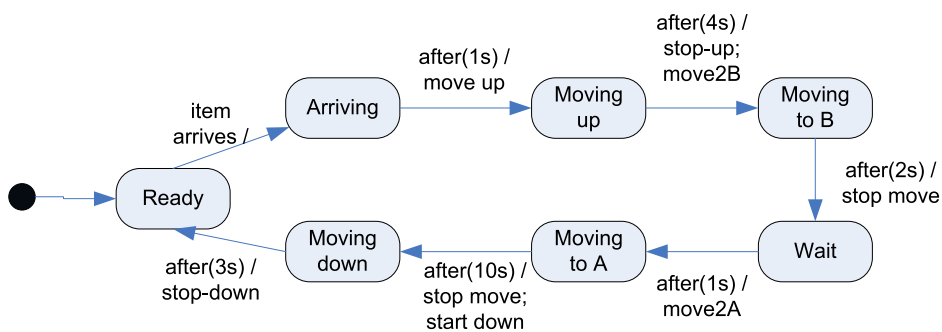 after(4s) /
stop-up;
move2B
after(1s) /
move up
Arriving
Moving
up
Moving
to B
item
arrives /
after(2s) /
stop move
Ready
Moving
down
Moving
to A
Wait
after(3s) /
stop-down
after(10s) /
stop move;
start down
after(1s) /
move2A